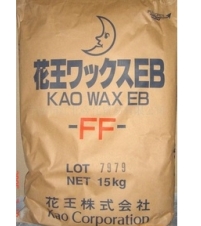 花王ワックスEB
KAO WAX EB
-FF-
LOT 7979
NET 15kg
花王株式会社
Kao Corporation